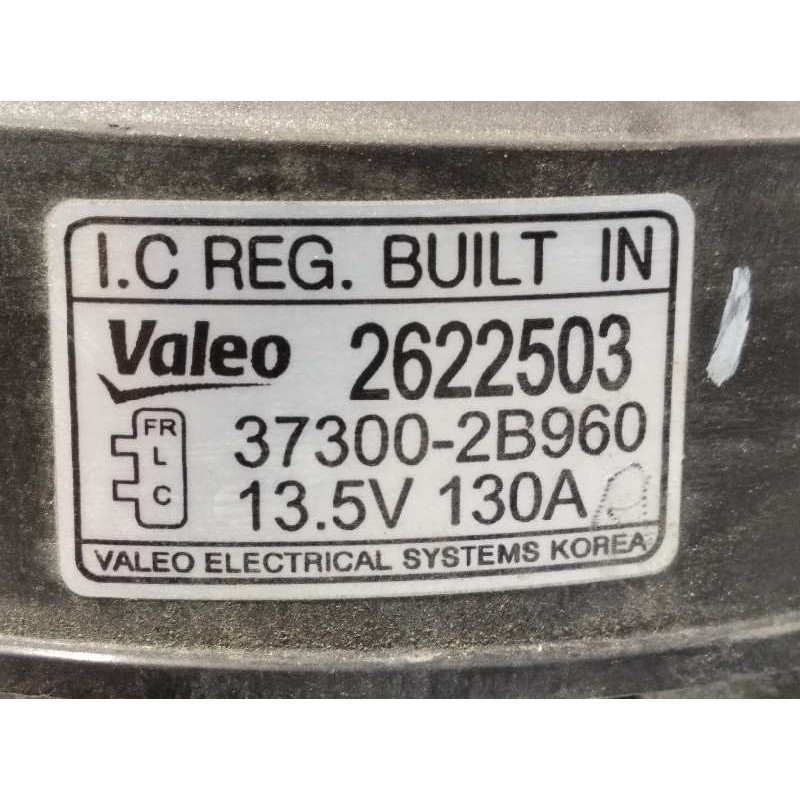 I.C REG. BUILT IN
Valeo 2622503
FR
37300-2B960
L
C
13.5V 130A
VALEO ELECTRICAL SYSTEMS KOREA